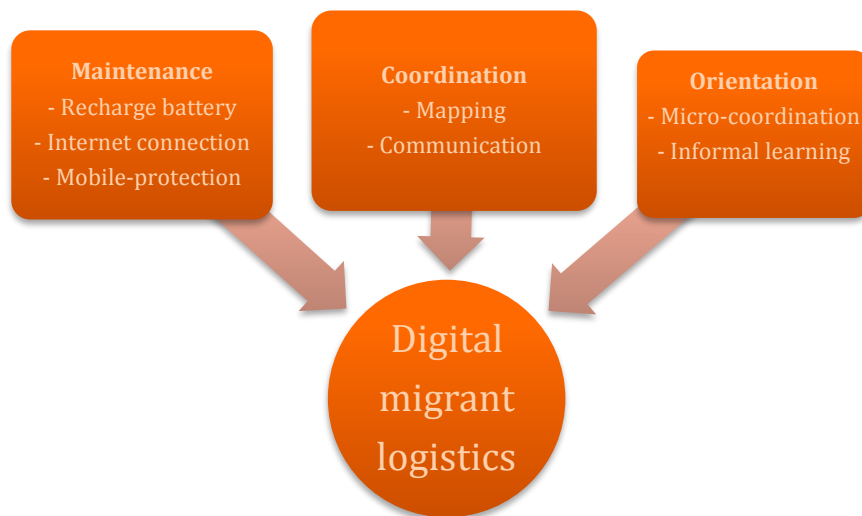 Maintenance
- Recharge battery
- Internet connection
- Mobile-protection
Coordination
- Mapping
- Communication
Orientation
- Micro-coordination
- Informal learning
Digital
migrant
logistics